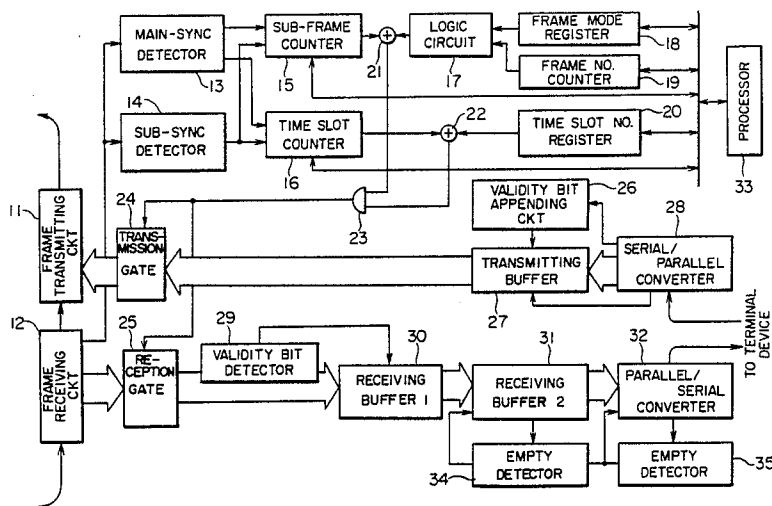 MAIN-SYNC
DETECTOR
13
SUB-FRAME
COUNTER
15
21
LOGIC
CIRCUIT
17
FRAME MODE
REGISTER
18
FRAME NO.
COUNTER
19
14
SUB-SYNC
DETECTOR
TIME SLOT
COUNTER
16
22
20
TIME SLOT NO.
REGISTER
PROCESSOR
33
11
FRAME
TRANSMITTING
CKT
24
TRANS-
MISSION
GATE
23
26
VALIDITY BIT
APPENDING
CKT
28
SERIAL/
PARALLEL
CONVERTER
TRANSMITTING
BUFFER
27
12
FRAME
RECEIVING
CKT
25
RE-
CEPTION
GATE
29
VALIDITY BIT
DETECTOR
30
RECEIVING
BUFFER 1
31
RECEIVING
BUFFER 2
32
PARALLEL/
SERIAL
CONVERTER
TO TERMINAL
DEVICE
EMPTY
DETECTOR
34
EMPTY
DETECTOR
35